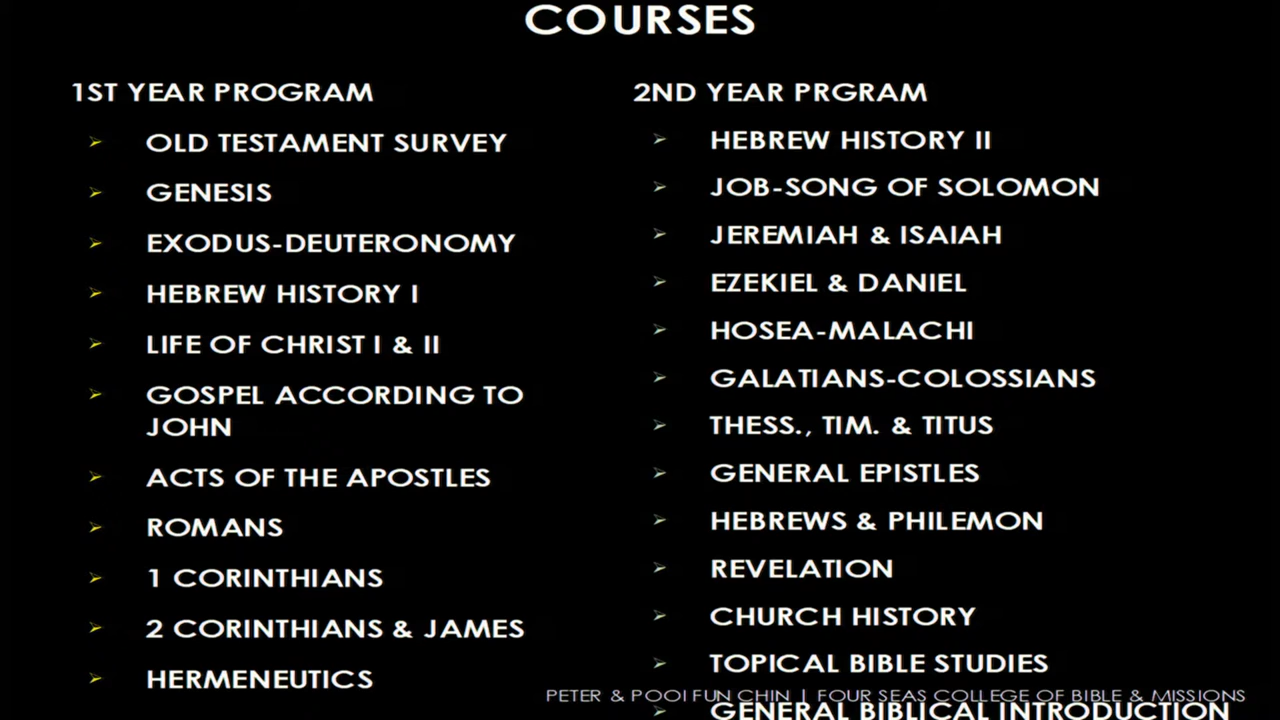 COURSES
1ST YEAR PROGRAM
OLD TESTAMENT SURVEY
GENESIS
EXODUS-DEUTERONOMY
HEBREW HISTORY I
LIFE OF CHRIST I & II
GOSPEL ACCORDING TO
JOHN
ACTS OF THE APOSTLES
ROMANS
1 CORINTHIANS
2 CORINTHIANS & JAMES
HERMENEUTICS
2ND YEAR PRGRAM
HEBREW HISTORY II
JOB-SONG OF SOLOMON
JEREMIAH & ISAIAH
EZEKIEL & DANIEL
HOSEA-MALACHI
GALATIANS-COLOSSIANS
THESS., TIM. & TITUS
GENERAL EPISTLES
HEBREWS & PHILEMON
REVELATION
CHURCH HISTORY
TOPICAL BIBLE STUDIES
GENERAL BIBLICAL INTRODUCTION
PETER & POOI FUN CHIN | FOUR SEAS COLLEGE OF BIBLE & MISSIONS